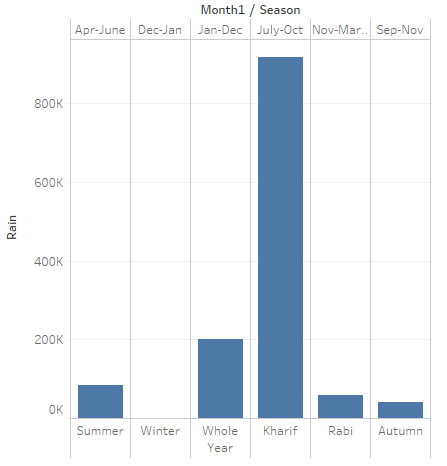 Month1 / Season
Apr-June Dec-Jan Jan-Dec July-Oct Nov-Mar.. Sep-Nov
800K
600K
400K
200K
0K
Rain
Summer Winter Whole Year Kharif Rabi Autumn